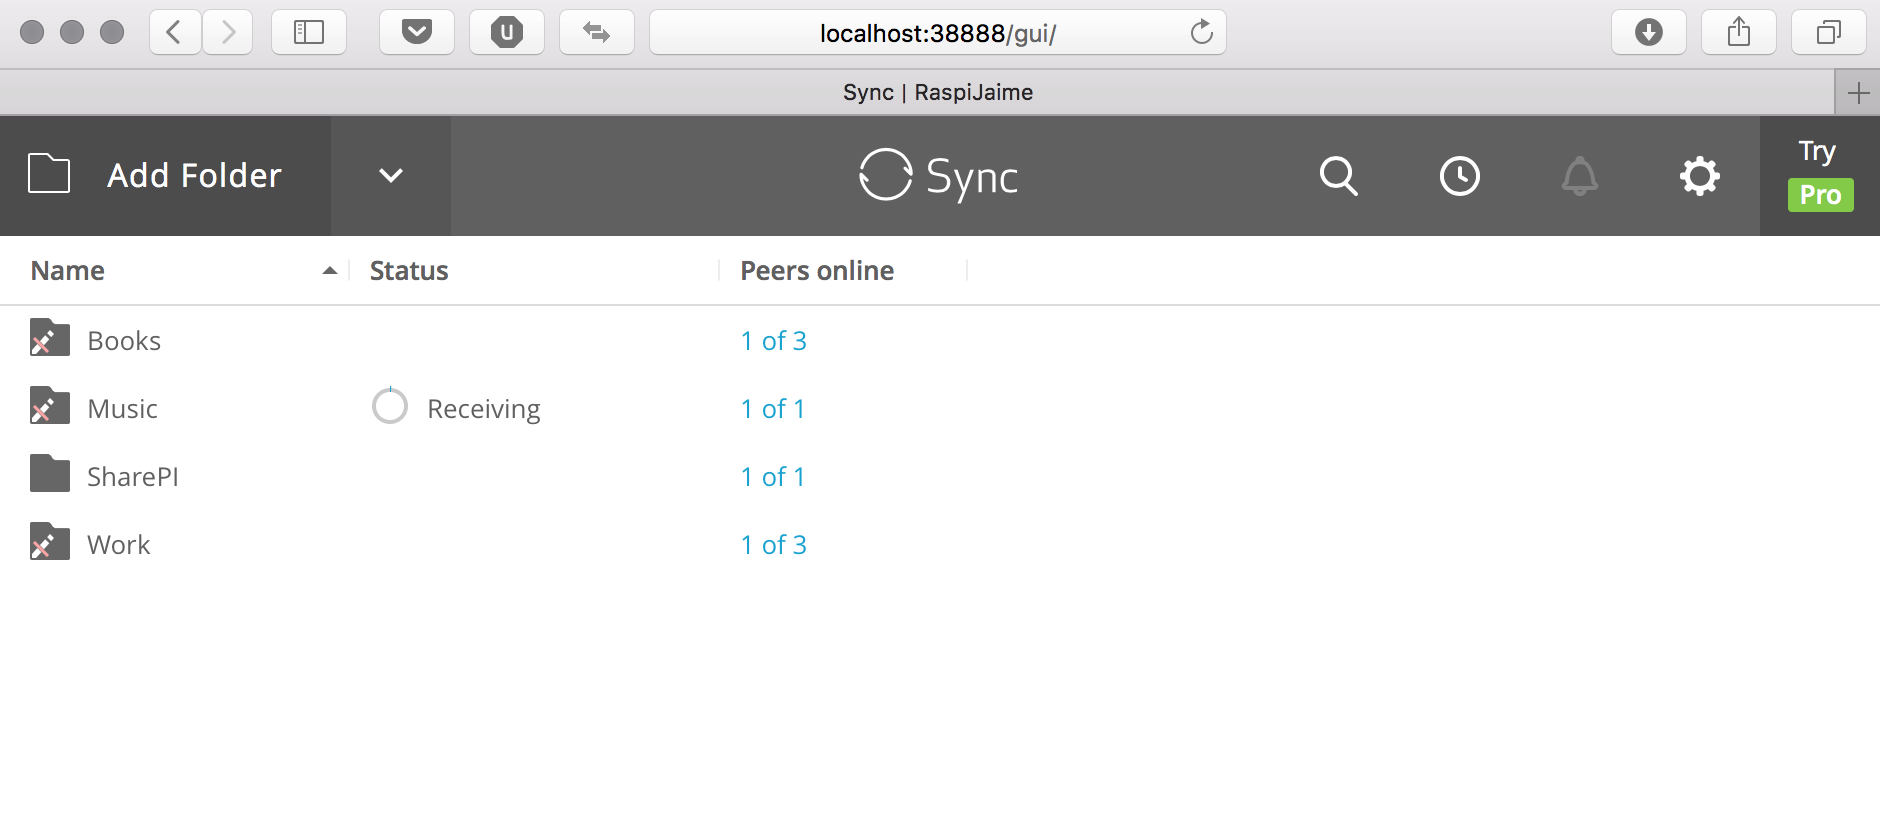 localhost:38888/gui/
Sync | RaspiJaime
Add Folder
Sync
Try
Pro
Name Status Peers online
Books 1 of 3
Music Receiving 1 of 1
SharePI 1 of 1
Work 1 of 3